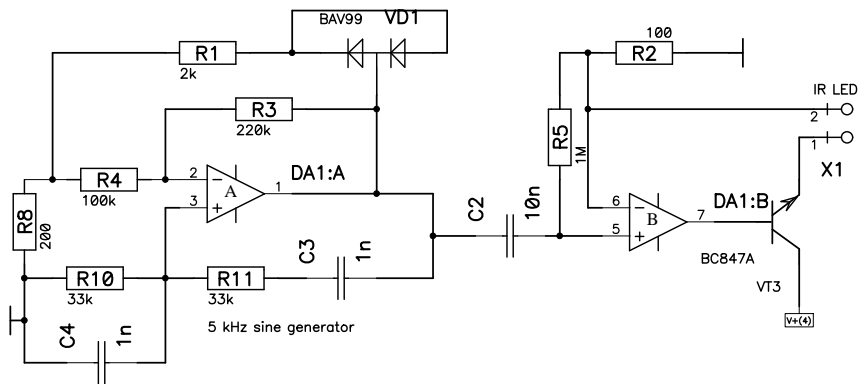 BAV99 VD1
R1
2k
R3
220k
R2
100
IR LED
2
1
X1
R5
1M
R4
100k
2
3
A
1
DA1:A
R8
200
C2
10n
6
5
B
7
DA1:B
BC847A
VT3
V+(4)
R10
33k
R11
33k
C3
1n
C4
1n
5 kHz sine generator